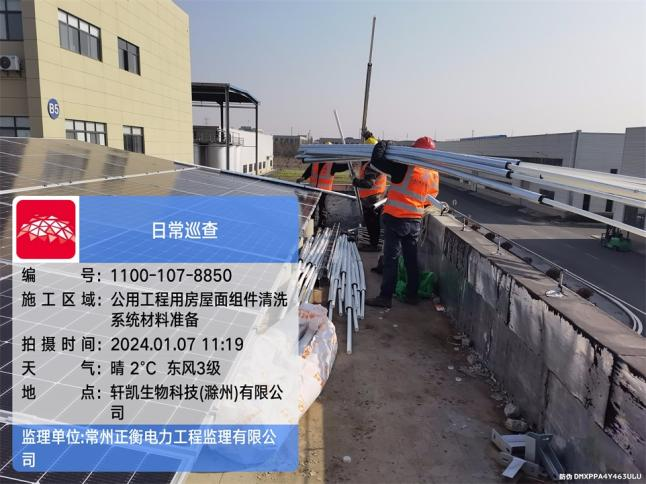 B5
日常巡查
编 号：1100-107-8850
施工区域：公用工程用房屋面组件清洗
系统材料准备
拍摄时间：2024.01.07 11:19
天 气：晴 2°C 东风3级
地 点：轩凯生物科技(滁州)有限公
司
监理单位:常州正衡电力工程监理有限公
司
防伪 DMXPPA4Y463ULU